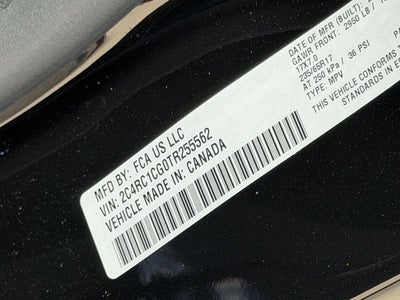 MFD BY: FCA US LLC
VIN: 2C4RC1CG0TR255562
VEHICLE MADE IN: CANADA
DATE OF MFR (BUILT):
GAWR FRONT: 2950 LB /
17X7.0
235/65R17
AT 250 kPa / 36 PSI
TYPE: MPV
THIS VEHICLE CONFORMS
STANDARDS IN